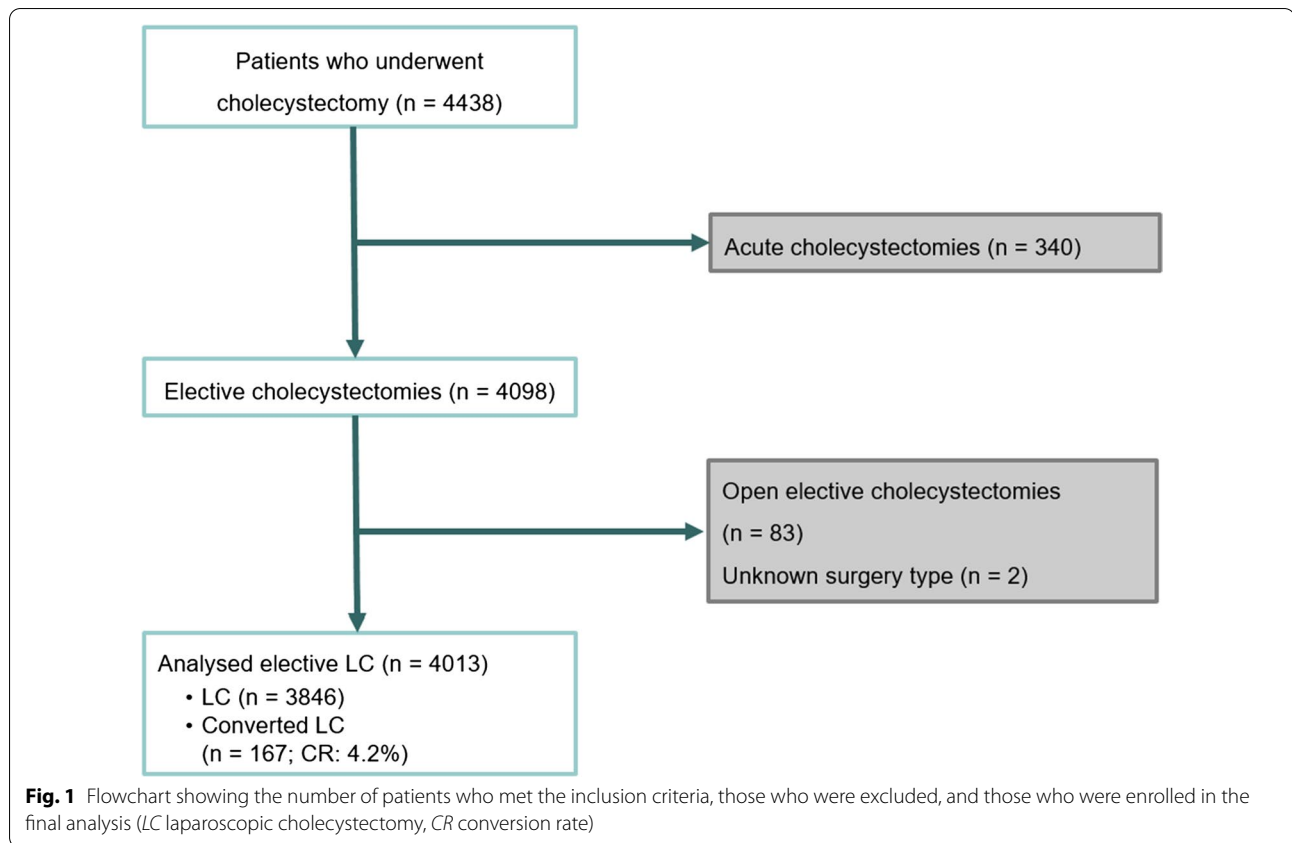 Patients who underwent
cholecystectomy (n = 4438)
Acute cholecystectomies (n = 340)
Elective cholecystectomies (n = 4098)
Open elective cholecystectomies
(n = 83)
Unknown surgery type (n = 2)
Analysed elective LC (n = 4013)
• LC (n = 3846)
• Converted LC
(n = 167; CR: 4.2%)
Fig. 1 Flowchart showing the number of patients who met the inclusion criteria, those who were excluded, and those who were enrolled in the
final analysis (LC laparoscopic cholecystectomy, CR conversion rate)